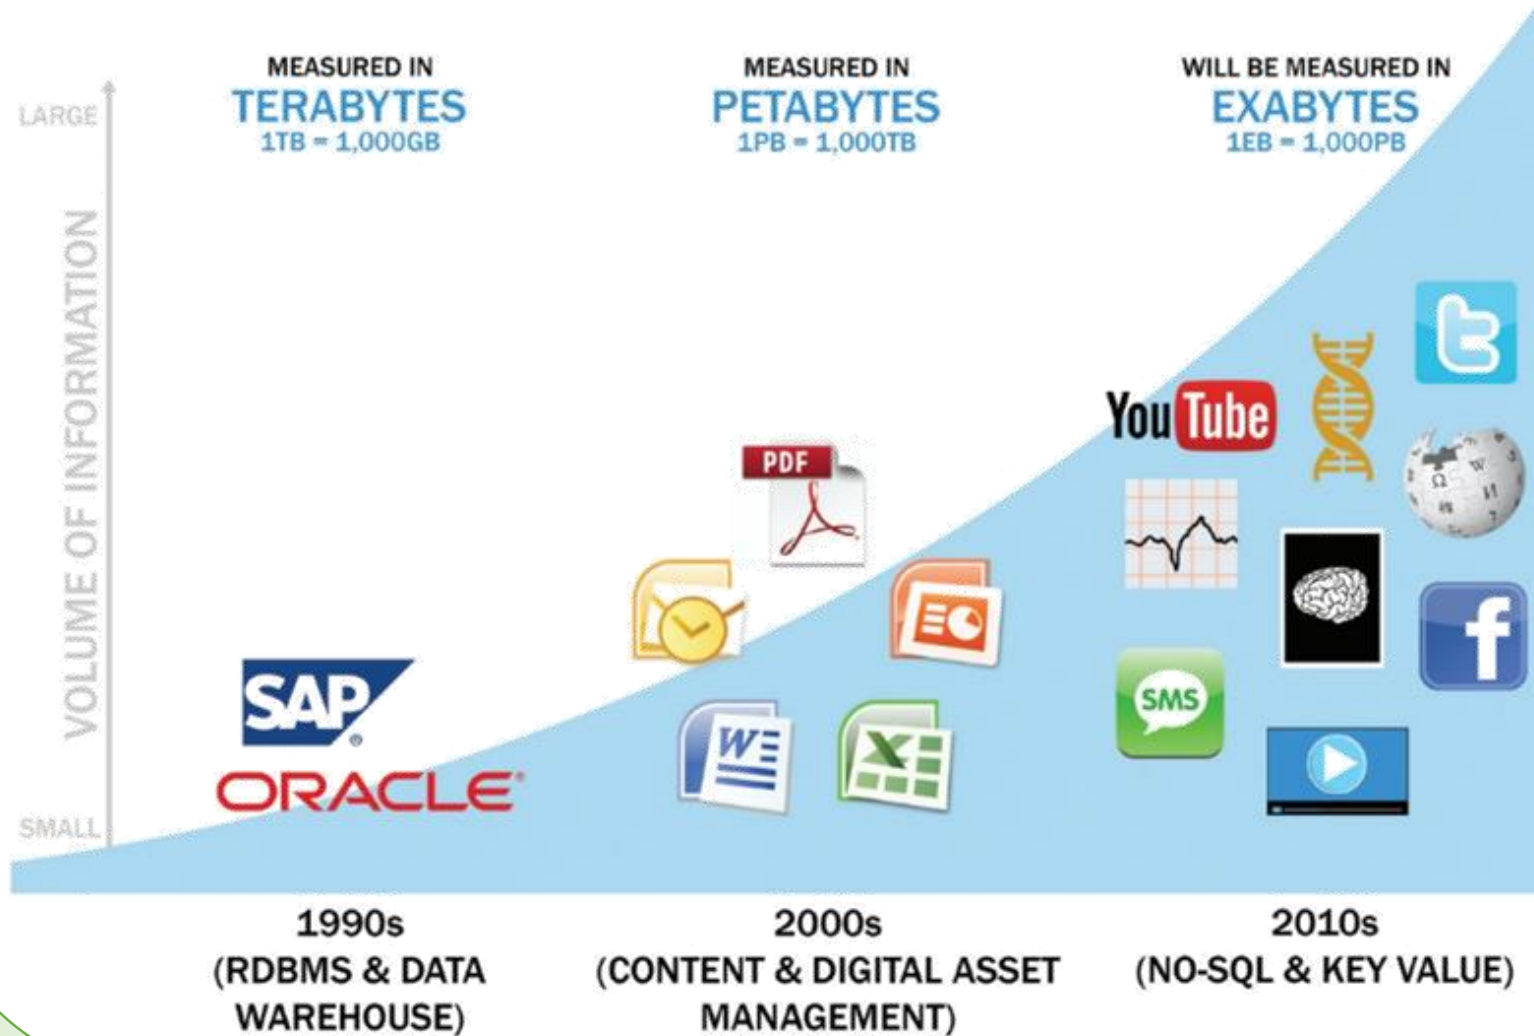 MEASURED IN
TERABYTES
1TB = 1,000GB
MEASURED IN
PETABYTES
1PB = 1,000TB
WILL BE MEASURED IN
EXABYTES
1EB = 1,000PB
LARGE
VOLUME OF INFORMATION
SMALL
SAP®
ORACLE®
PDF
W
X
YouTube
t
Ω W И
SMS
f
1990s
(RDBMS & DATA
WAREHOUSE)
2000s
(CONTENT & DIGITAL ASSET
MANAGEMENT)
2010s
(NO-SQL & KEY VALUE)